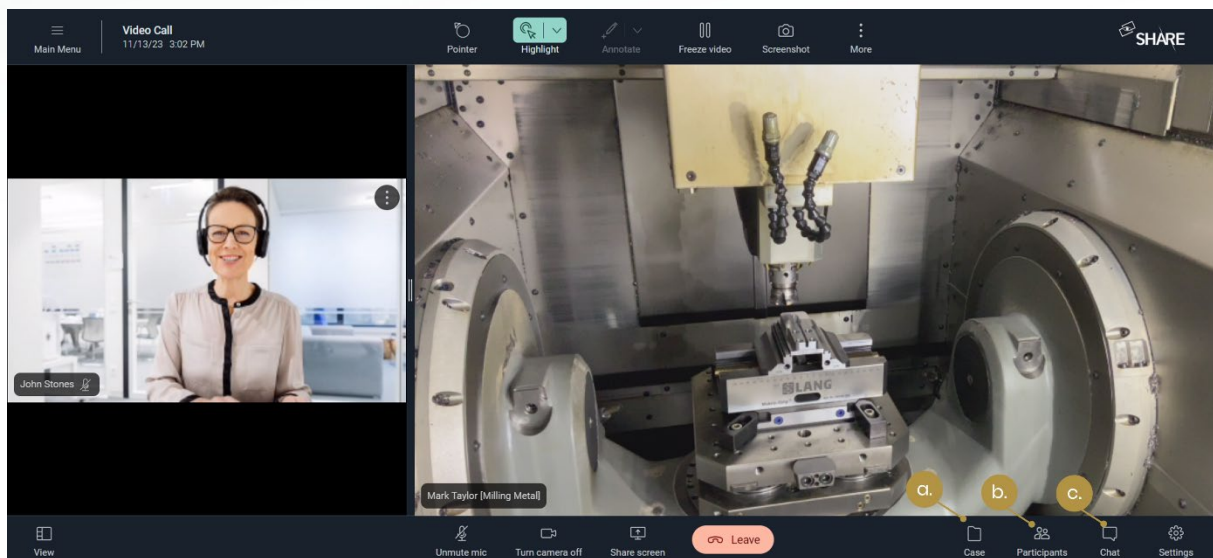 Main Menu
Video Call
11/13/23 3:02 PM
Pointer
Highlight
Annotate
Freeze video
Screenshot
More
SHARE
John Stones
LANG
Mark Taylor [Milling Metal]
a.
b.
c.
View
Unmute mic
Turn camera off
Share screen
Leave
Case
Participants
Chat
Settings